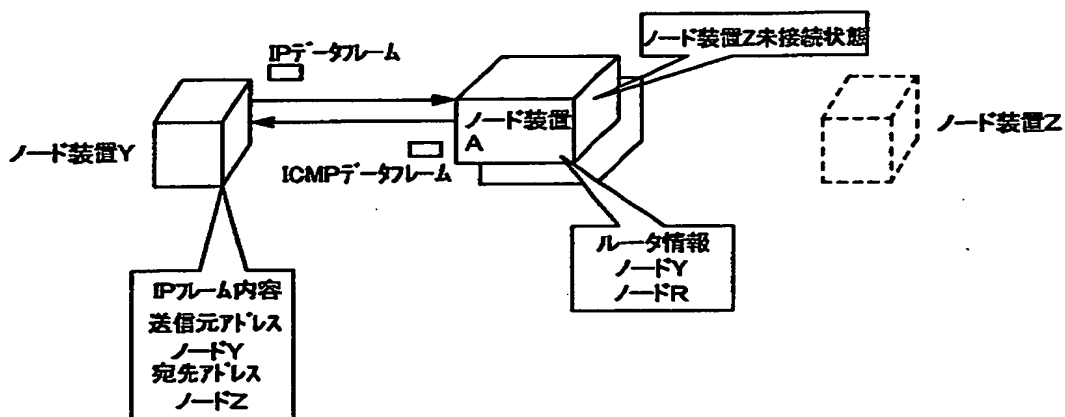 ノード装置Z未接続状態
IPデータフレーム
ノード装置
A
ノード装置Z
ノード装置Y
ICMPデータフレーム
ルータ情報
ノードY
ノードR
IPフレーム内容
送信元アドレス
ノードY
宛先アドレス
ノードZ